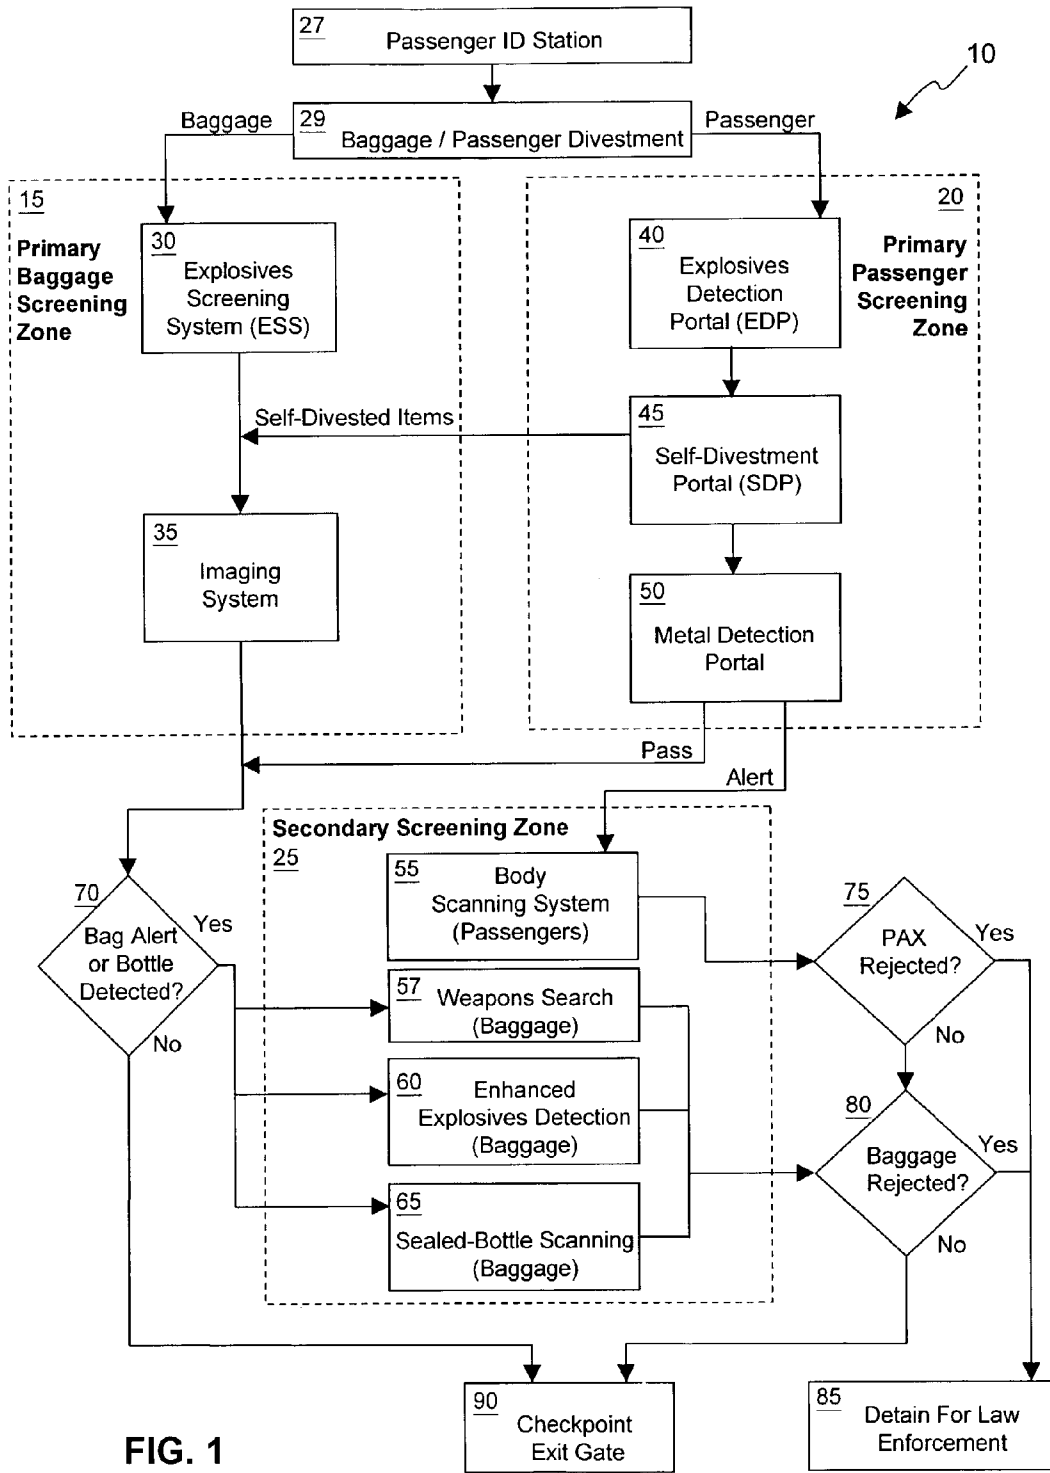 27
Passenger ID Station
10
Baggage
29
Baggage / Passenger Divestment
Passenger
15
Primary
Baggage
Screening
Zone
30
Explosives
Screening
System (ESS)
20
Primary
Passenger
Screening
Zone
40
Explosives
Detection
Portal (EDP)
Self-Divested Items
45
Self-Divestment
Portal (SDP)
35
Imaging
System
50
Metal Detection
Portal
Pass
Alert
Secondary Screening Zone
25
55
Body
Scanning System
(Passengers)
70
Bag Alert
or Bottle
Detected?
Yes
No
57
Weapons Search
(Baggage)
60
Enhanced
Explosives Detection
(Baggage)
65
Sealed-Bottle Scanning
(Baggage)
75
PAX
Rejected?
Yes
No
80
Baggage
Rejected?
Yes
No
90
Checkpoint
Exit Gate
85
Detain For Law
Enforcement
FIG. 1